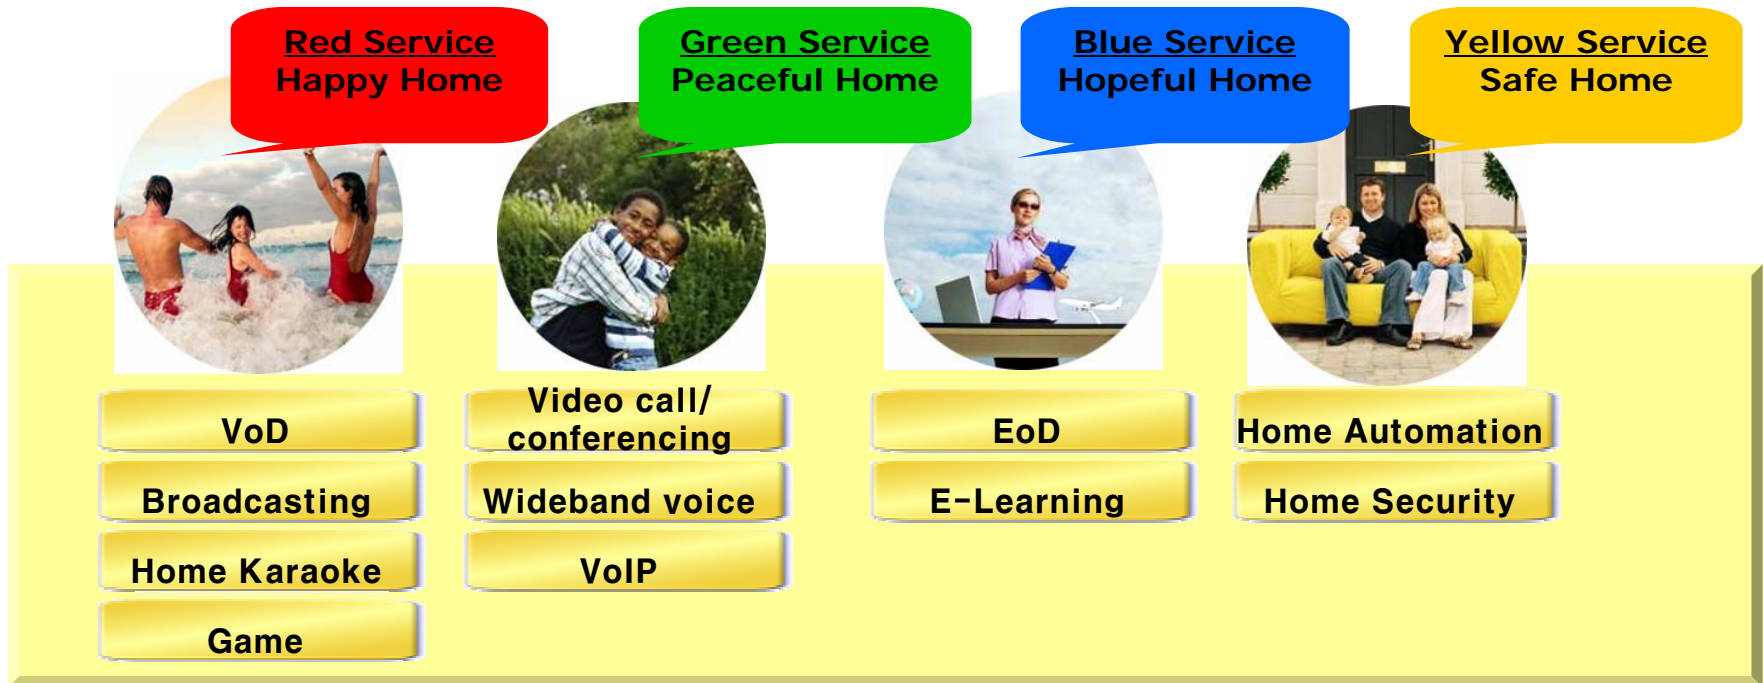 Red Service
Happy Home
Green Service
Peaceful Home
Blue Service
Hopeful Home
Yellow Service
Safe Home
VoD
Broadcasting
Home Karaoke
Game
Video call/
conferencing
Wideband voice
VoIP
EoD
E-Learning
Home Automation
Home Security